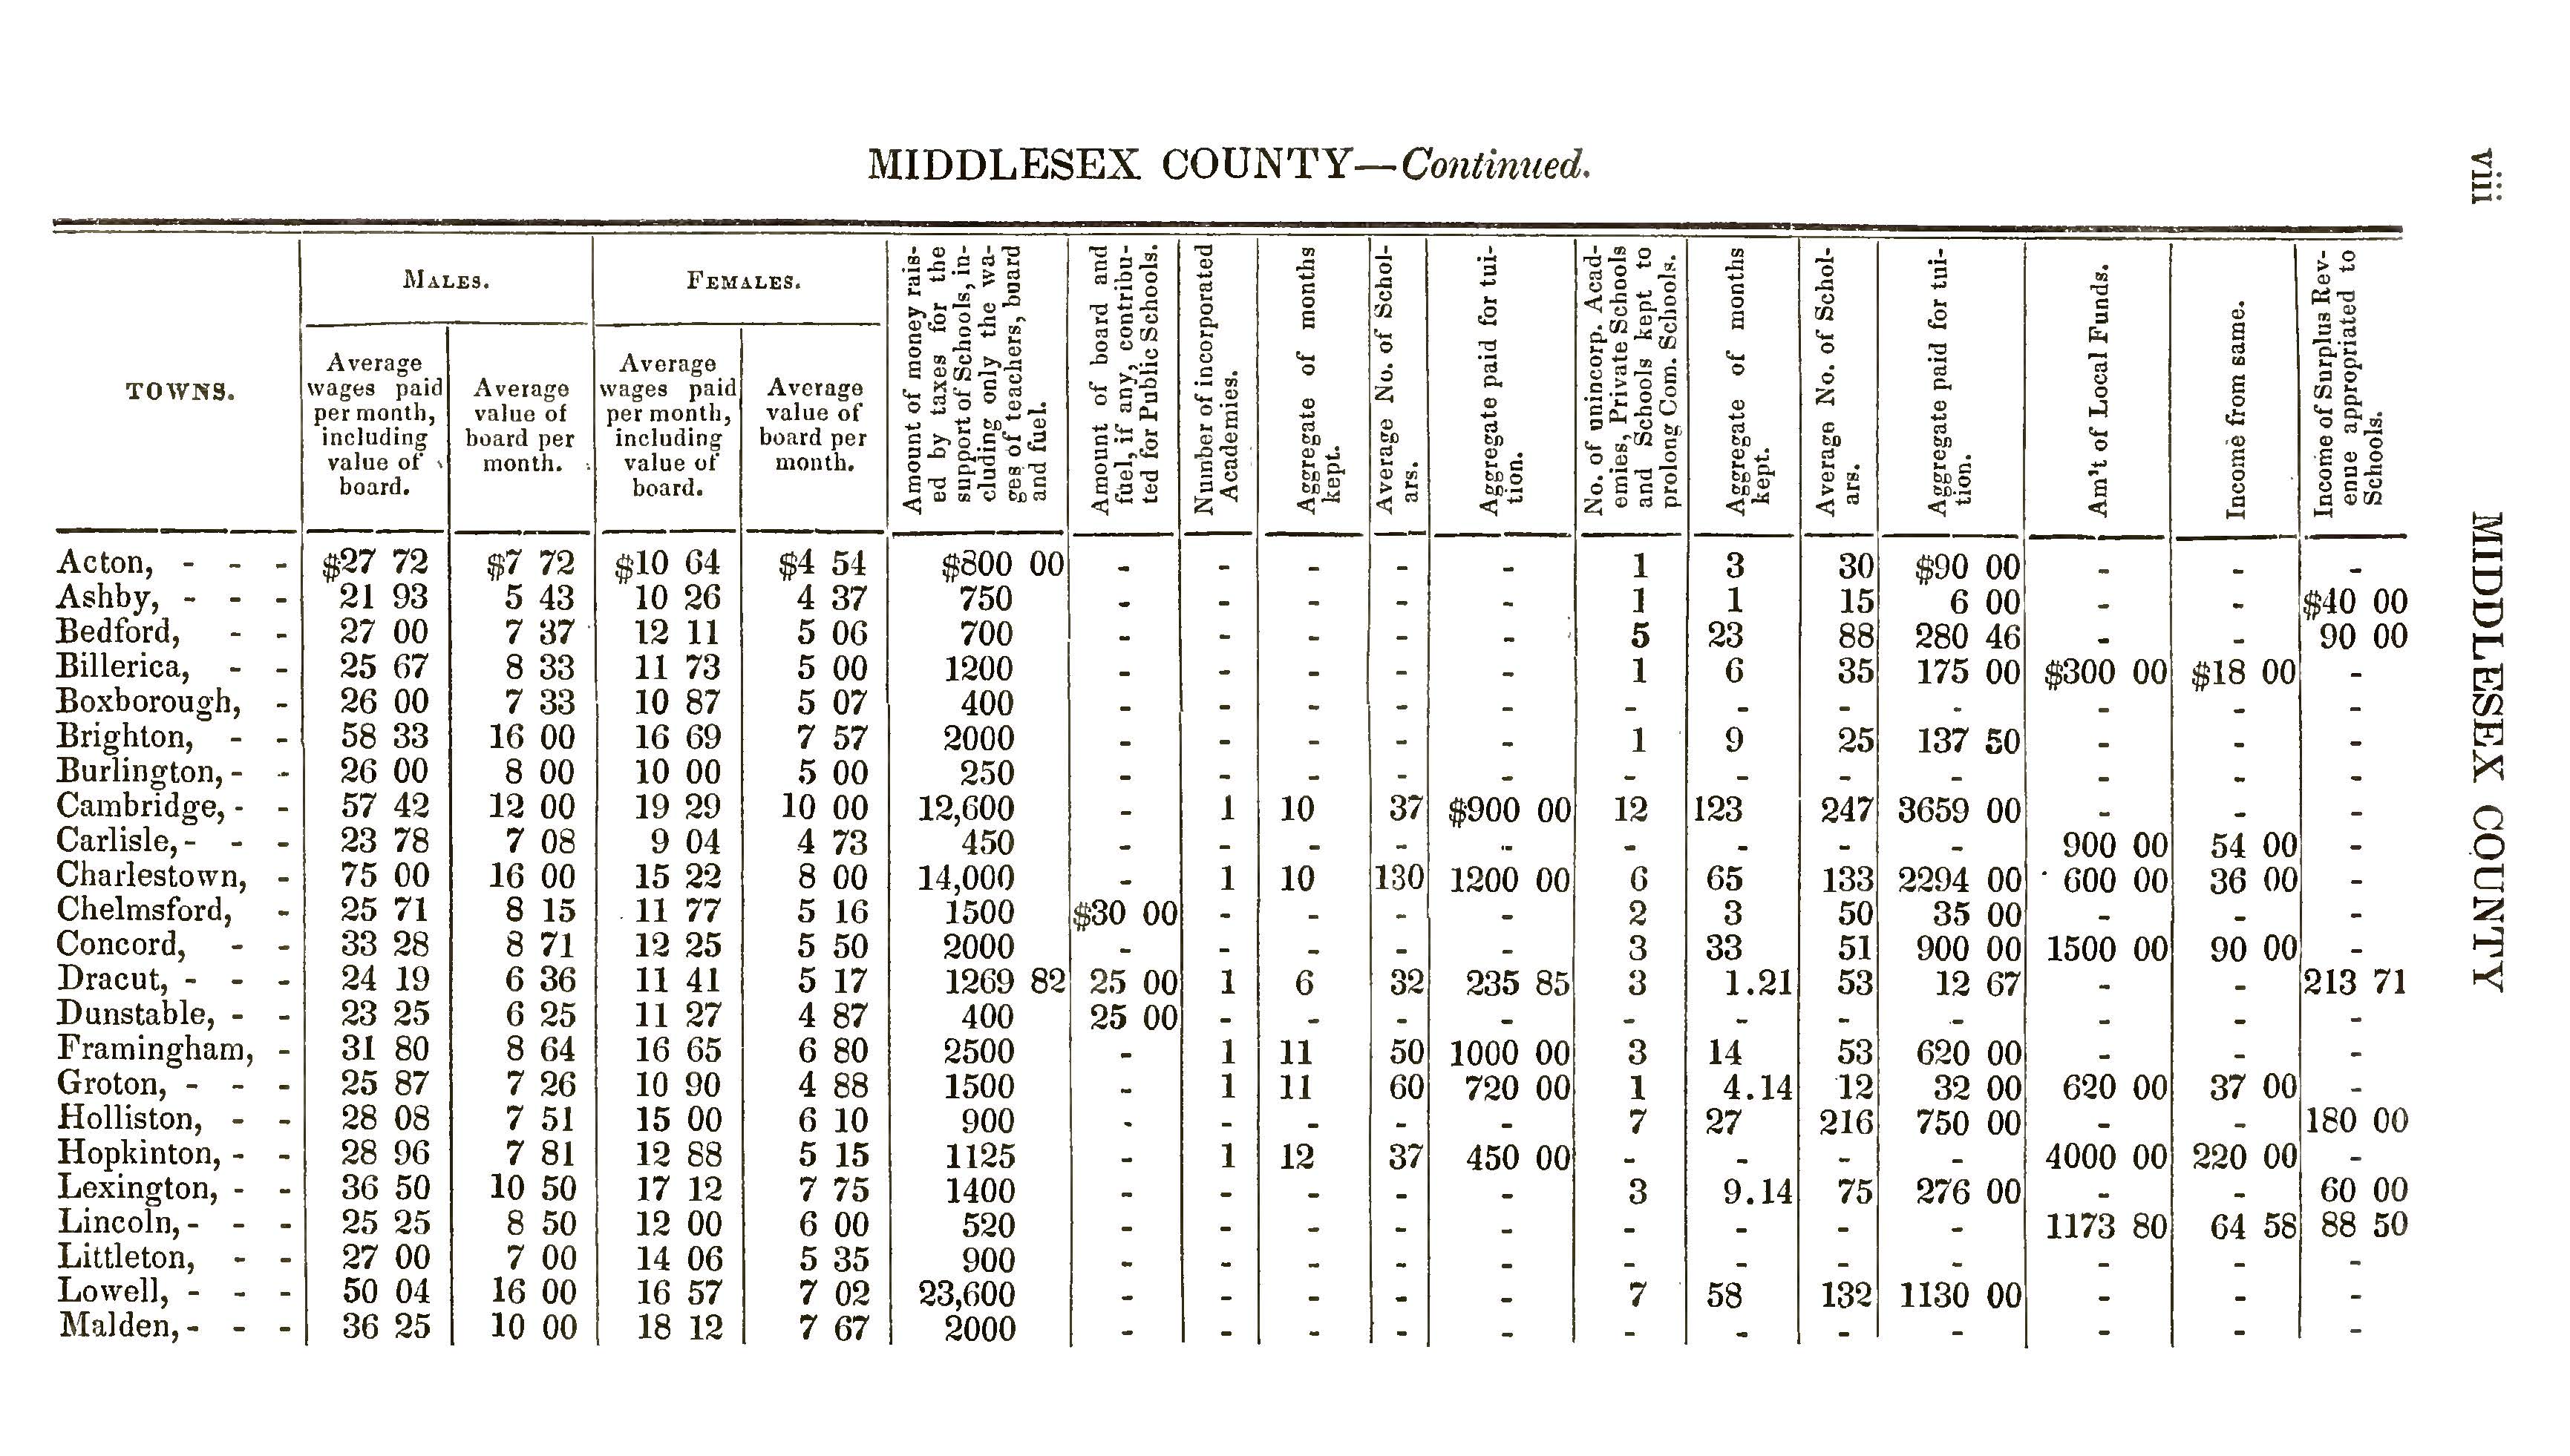 MIDDLESEX COUNTY—Continued.
viii
MIDDLESEX COUNTY
TOWNS.
MALES.
FEMALES.
Average wages paid per month, including value of board.
Average value of board per month.
Average wages paid per month, including value of board.
Average value of board per month.
Amount of money raised by taxes for the support of Schools, including only the wages of teachers, board and fuel.
Amount of board and fuel, if any, contributed for Public Schools.
Number of incorporated Academies.
Aggregate of months kept.
Average No. of Scholars.
Aggregate paid for tuition.
No. of unincorp. Academies, Private Schools and Schools kept to prolong Com. Schools.
Aggregate of months kept.
Average No. of Scholars.
Aggregate paid for tuition.
Am't of Local Funds.
Income from same.
Income of Surplus Revenue appropriated to Schools.
Acton, - - - $27 72 $7 72 $10 64 $4 54 $800 00 - - - - - 1 3 30 $90 00 - - -
Ashby, - - - 21 93 5 43 10 26 4 37 750 - - - - - 1 1 15 6 00 - - $40 00
Bedford, - - 27 00 7 37 12 11 5 06 700 - - - - - 5 23 88 280 46 - - 90 00
Billerica, - - 25 67 8 33 11 73 5 00 1200 - - - - - 1 6 35 175 00 $300 00 $18 00 -
Boxborough, - 26 00 7 33 10 87 5 07 400 - - - - - - - - - - - -
Brighton, - - 58 33 16 00 16 69 7 57 2000 - - - - - 1 9 25 137 50 - - -
Burlington, - - 26 00 8 00 10 00 5 00 250 - - - - - - - - - - - -
Cambridge, - - 57 42 12 00 19 29 10 00 12,600 - 1 10 37 $900 00 12 123 247 3659 00 - - -
Carlisle, - - - 23 78 7 08 9 04 4 73 450 - - - - - - - - - 900 00 54 00 -
Charlestown, - 75 00 16 00 15 22 8 00 14,000 - 1 10 130 1200 00 6 65 133 2294 00 600 00 36 00 -
Chelmsford, - 25 71 8 15 11 77 5 16 1500 $30 00 - - - - 2 3 50 35 00 - - -
Concord, - - 33 28 8 71 12 25 5 50 2000 - - - - - 3 33 51 900 00 1500 00 90 00 -
Dracut, - - - 24 19 6 36 11 41 5 17 1269 82 25 00 1 6 32 235 85 3 1.21 53 12 67 - - 213 71
Dunstable, - - 23 25 6 25 11 27 4 87 400 25 00 - - - - - - - - - - -
Framingham, - 31 80 8 64 16 65 6 80 2500 - 1 11 50 1000 00 3 14 53 620 00 - - -
Groton, - - - 25 87 7 26 10 90 4 88 1500 - 1 11 60 720 00 1 4.14 12 32 00 620 00 37 00 -
Holliston, - - 28 08 7 51 15 00 6 10 900 - - - - - 7 27 216 750 00 - - 180 00
Hopkinton, - - 28 96 7 81 12 88 5 15 1125 - 1 12 37 450 00 - - - - 4000 00 220 00 -
Lexington, - - 36 50 10 50 17 12 7 75 1400 - - - - - 3 9.14 75 276 00 - - 60 00
Lincoln, - - - 25 25 8 50 12 00 6 00 520 - - - - - - - - - 1173 80 64 58 88 50
Littleton, - - 27 00 7 00 14 06 5 35 900 - - - - - - - - - - - -
Lowell, - - - 50 04 16 00 16 57 7 02 23,600 - - - - - 7 58 132 1130 00 - - -
Malden, - - - 36 25 10 00 18 12 7 67 2000 - - - - - - - - - - - -